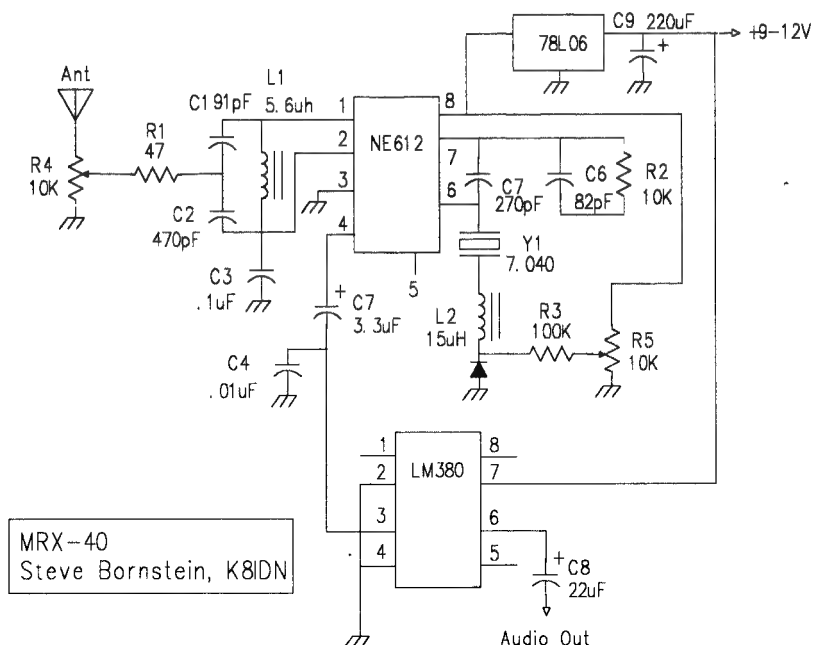 C9 220uF
+
+9-12V
78L06
Ant
L1
5.6uh
C1 91pF
R1
47
R4
10K
1
2
3
4
NE612
8
7
6
5
C2
470pF
C3
.1uF
C7
270pF
C6
82pF
R2
10K
Y1
7.040
+
C7
3.3uF
L2
15uH
R3
100K
R5
10K
C4
.01uF
1
2
3
4
LM380
8
7
6
5
+
C8
22uF
Audio Out
MRX-40
Steve Bornstein, K8IDN